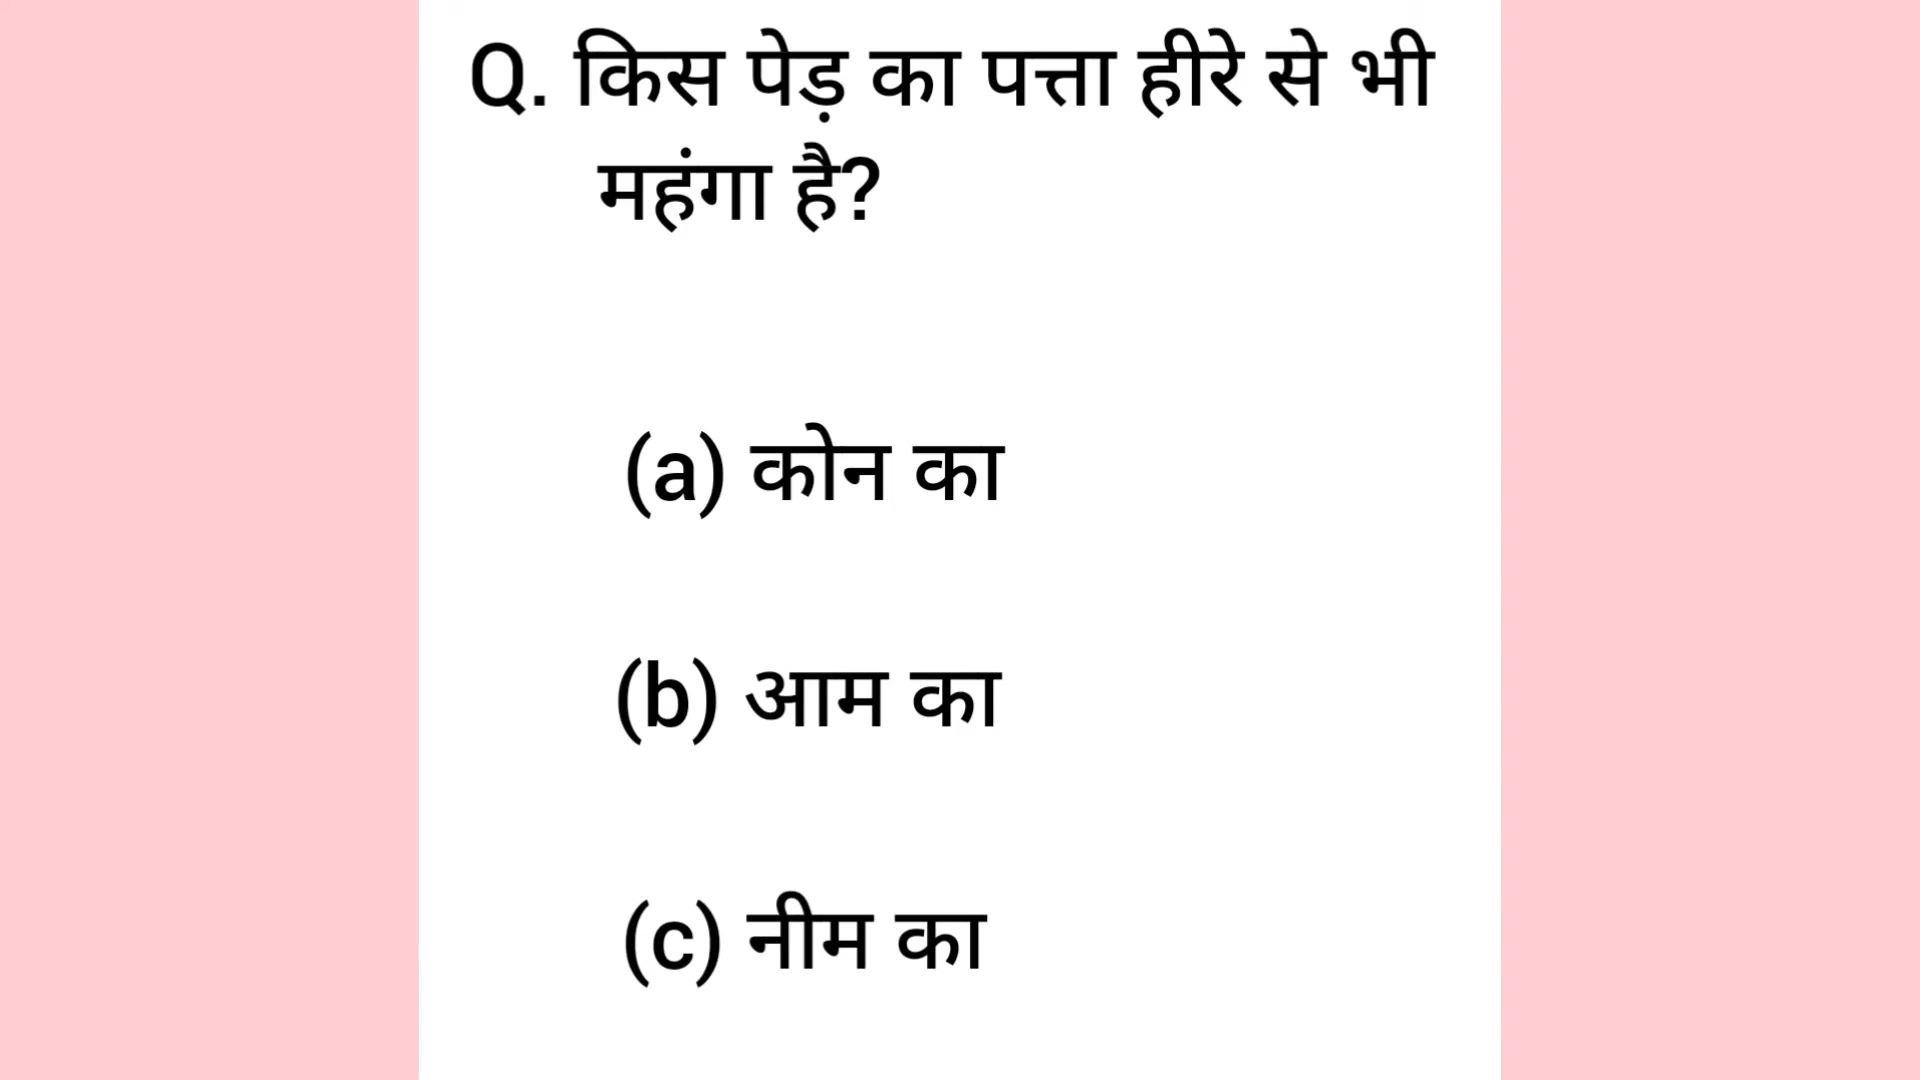 Q. किस पेड़ का पत्ता हीरे से भी
महंगा है?
(a) कोन का
(b) आम का
(c) नीम का